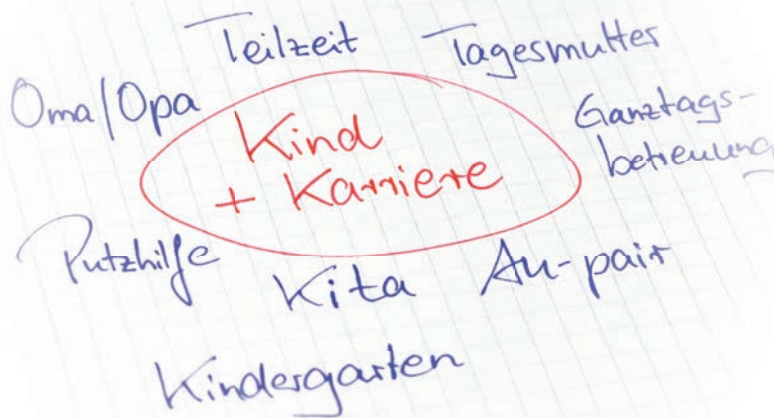 Teilzeit Tagesmutter
Oma/Opa
Ganztags-
betreuung
Kind
+ Karriere
Putzhilfe Kita Au-pair
Kindergarten